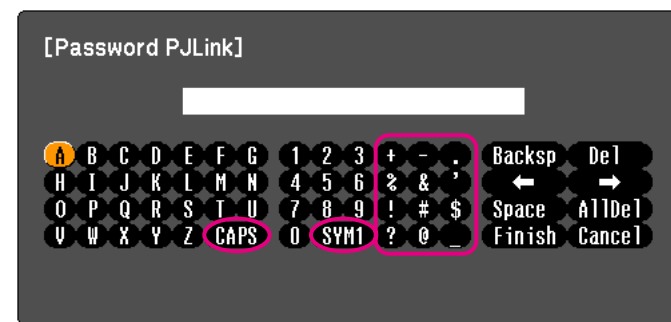 [Password PJLink]
A B C D E F G 1 2 3 + - . Backsp Del
H I J K L M N 4 5 6 % & ’ ← →
O P Q R S T U 7 8 9 ! # $ Space AllDel
V W X Y Z CAPS 0 SYM1 ? @ _ Finish Cancel